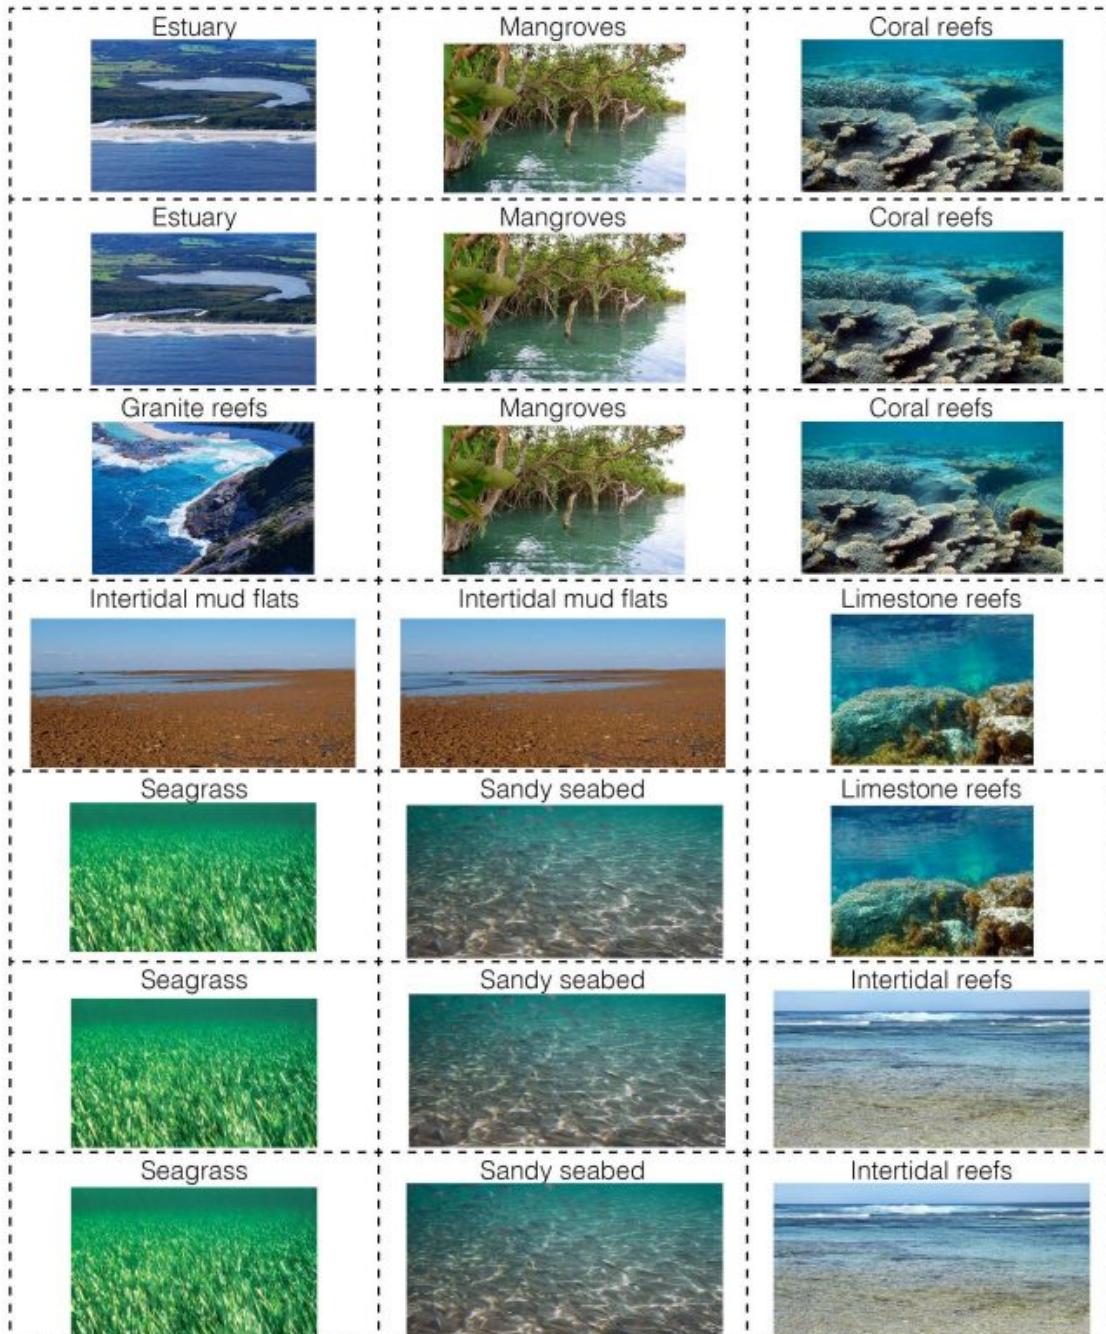 Estuary
Mangroves
Coral reefs
Estuary
Mangroves
Coral reefs
Granite reefs
Mangroves
Coral reefs
Intertidal mud flats
Intertidal mud flats
Limestone reefs
Seagrass
Sandy seabed
Limestone reefs
Seagrass
Sandy seabed
Intertidal reefs
Seagrass
Sandy seabed
Intertidal reefs